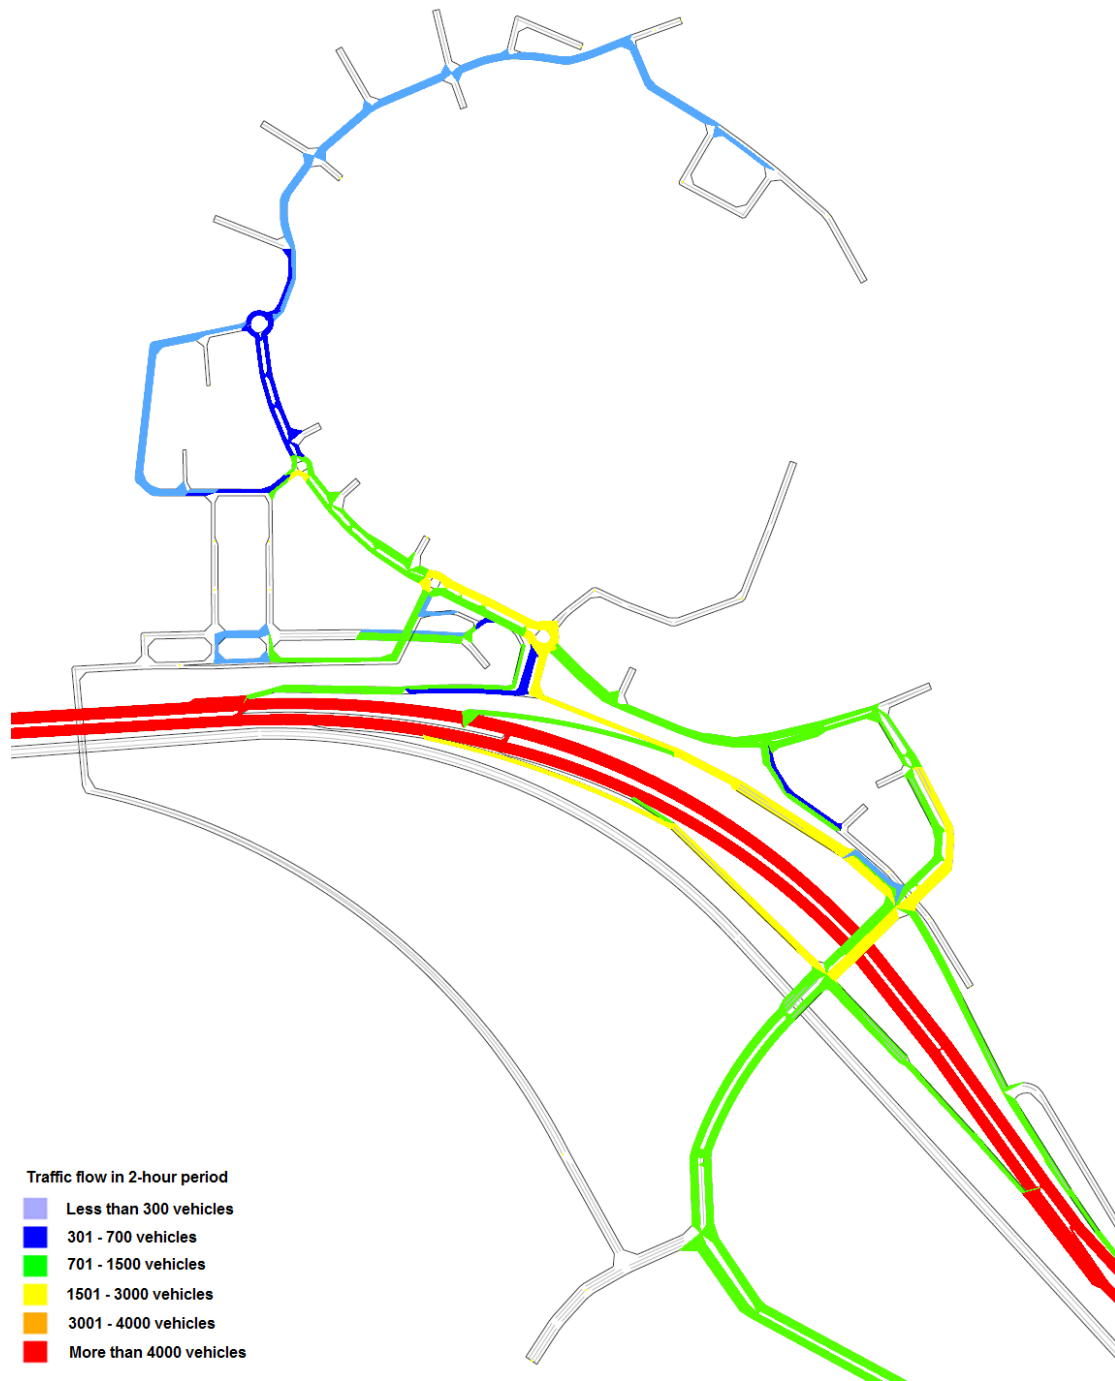 Traffic flow in 2-hour period
Less than 300 vehicles
301 - 700 vehicles
701 - 1500 vehicles
1501 - 3000 vehicles
3001 - 4000 vehicles
More than 4000 vehicles